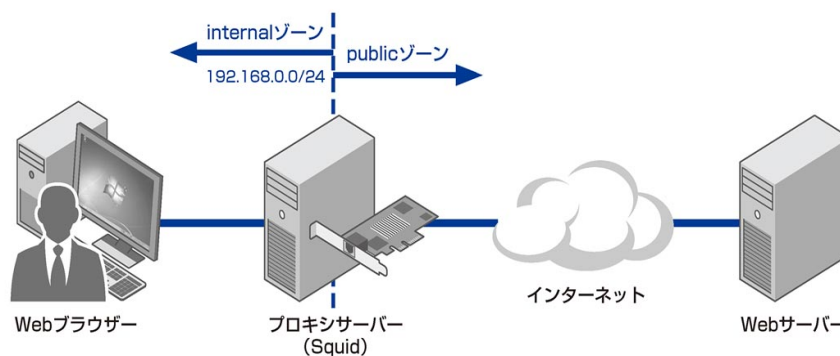 internalゾーン
publicゾーン
192.168.0.0/24
Webブラウザー
プロキシサーバー
（Squid）
インターネット
Webサーバー